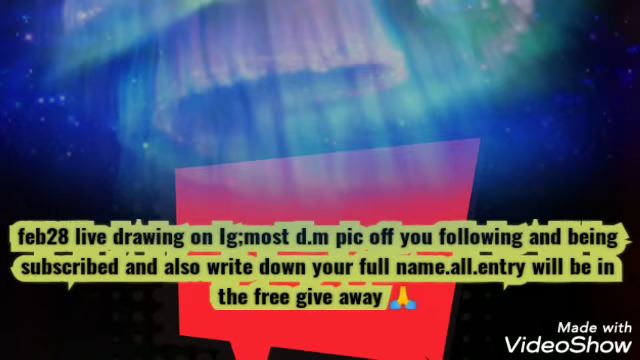 feb28 live drawing on Ig;most d.m pic off you following and being
subscribed and also write down your full name.all.entry will be in
the free give away 🙏
Made with
VideoShow